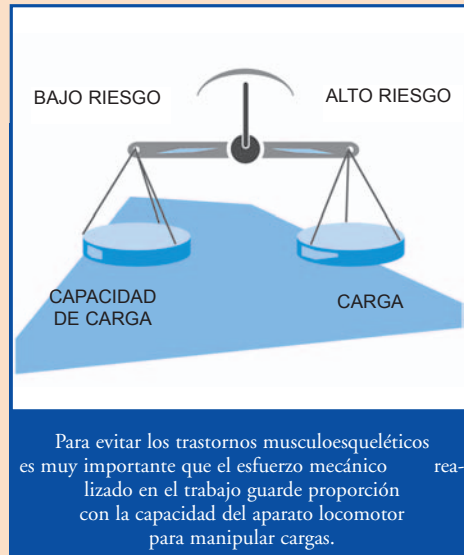 BAJO RIESGO
ALTO RIESGO
CAPACIDAD
DE CARGA
CARGA
Para evitar los trastornos musculoesqueléticos
es muy importante que el esfuerzo mecánico rea-
lizado en el trabajo guarde proporción
con la capacidad del aparato locomotor
para manipular cargas.